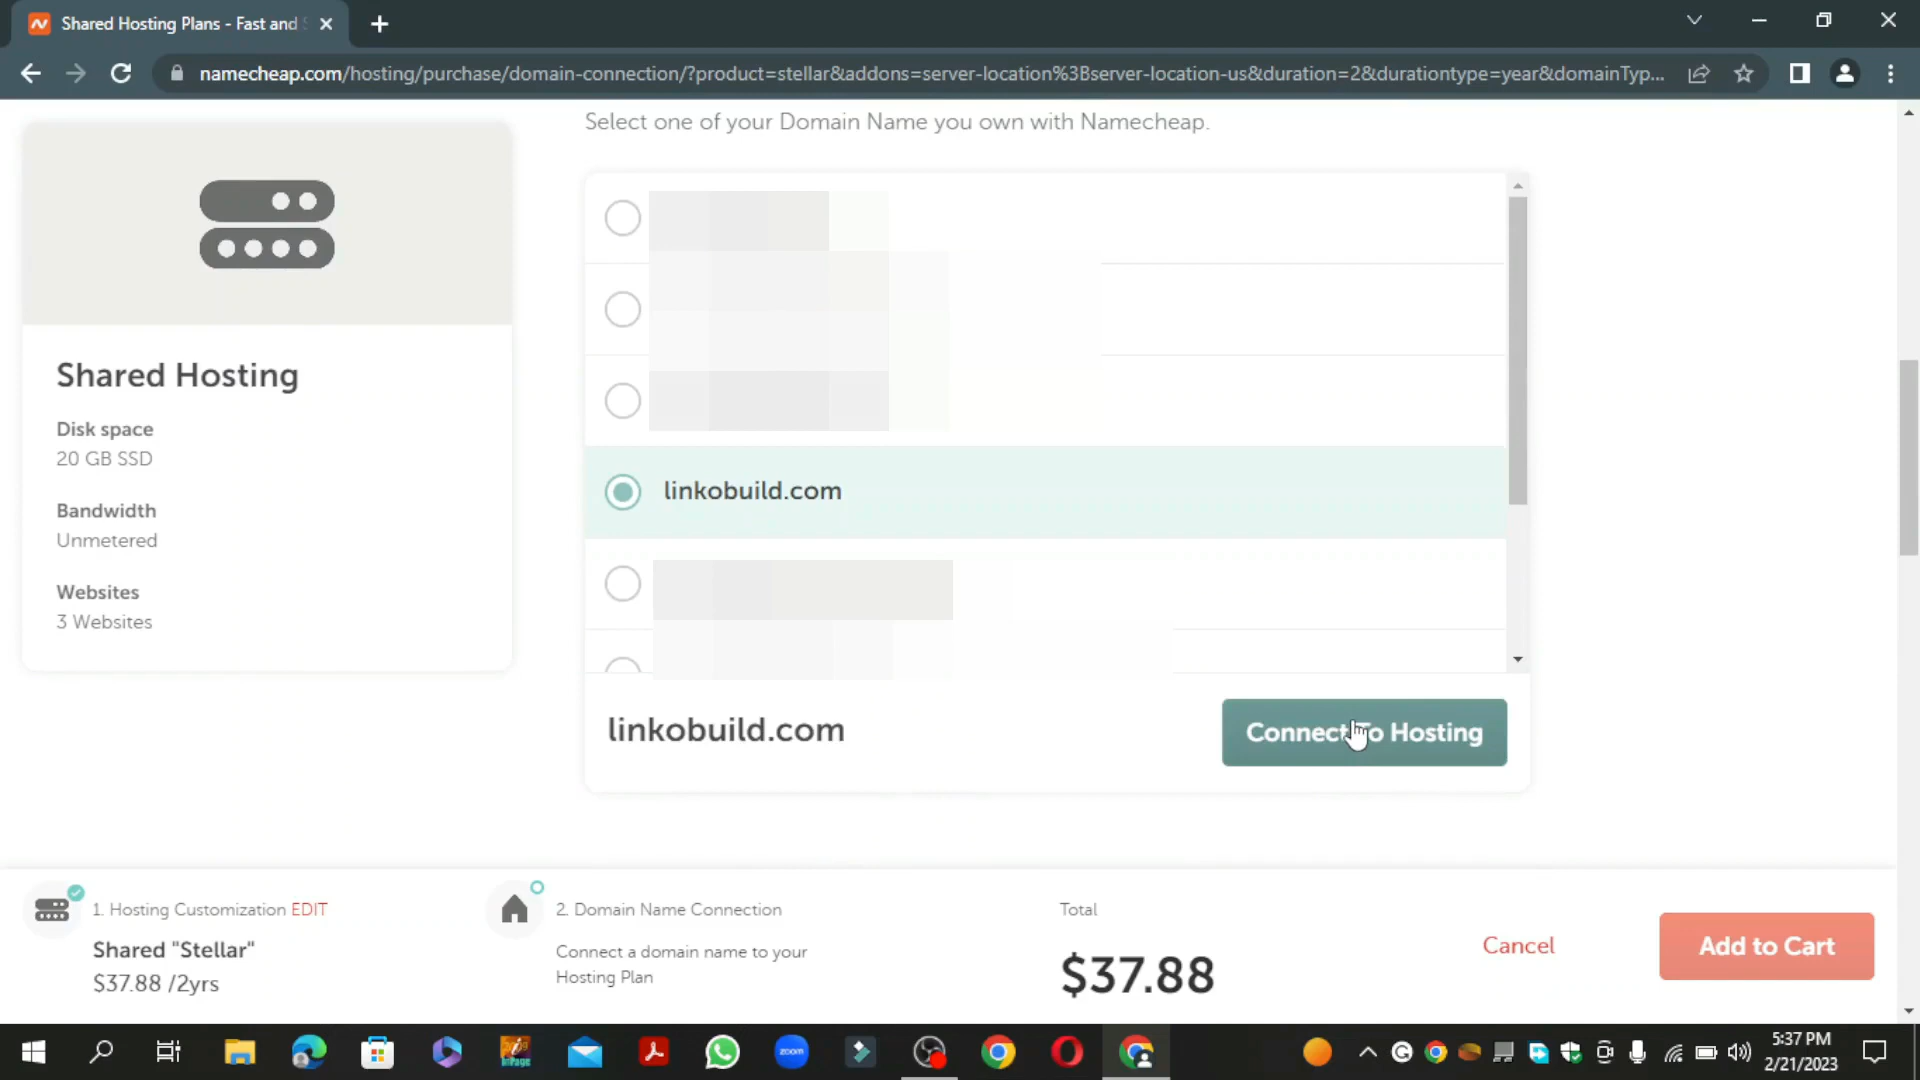 Shared Hosting Plans - Fast and
namecheap.com/hosting/purchase/domain-connection/?product=stellar&addons=server-location%3Bserver-location-us&duration=2&durationtype=year&domainTyp...
Select one of your Domain Name you own with Namecheap.
Shared Hosting
Disk space
20 GB SSD
Bandwidth
Unmetered
Websites
3 Websites
linkobuild.com
linkobuild.com
Connect To Hosting
1. Hosting Customization EDIT
Shared "Stellar"
$37.88 /2yrs
2. Domain Name Connection
Connect a domain name to your
Hosting Plan
Total
$37.88
Cancel
Add to Cart
zoom
InPage
5:37 PM
2/21/2023